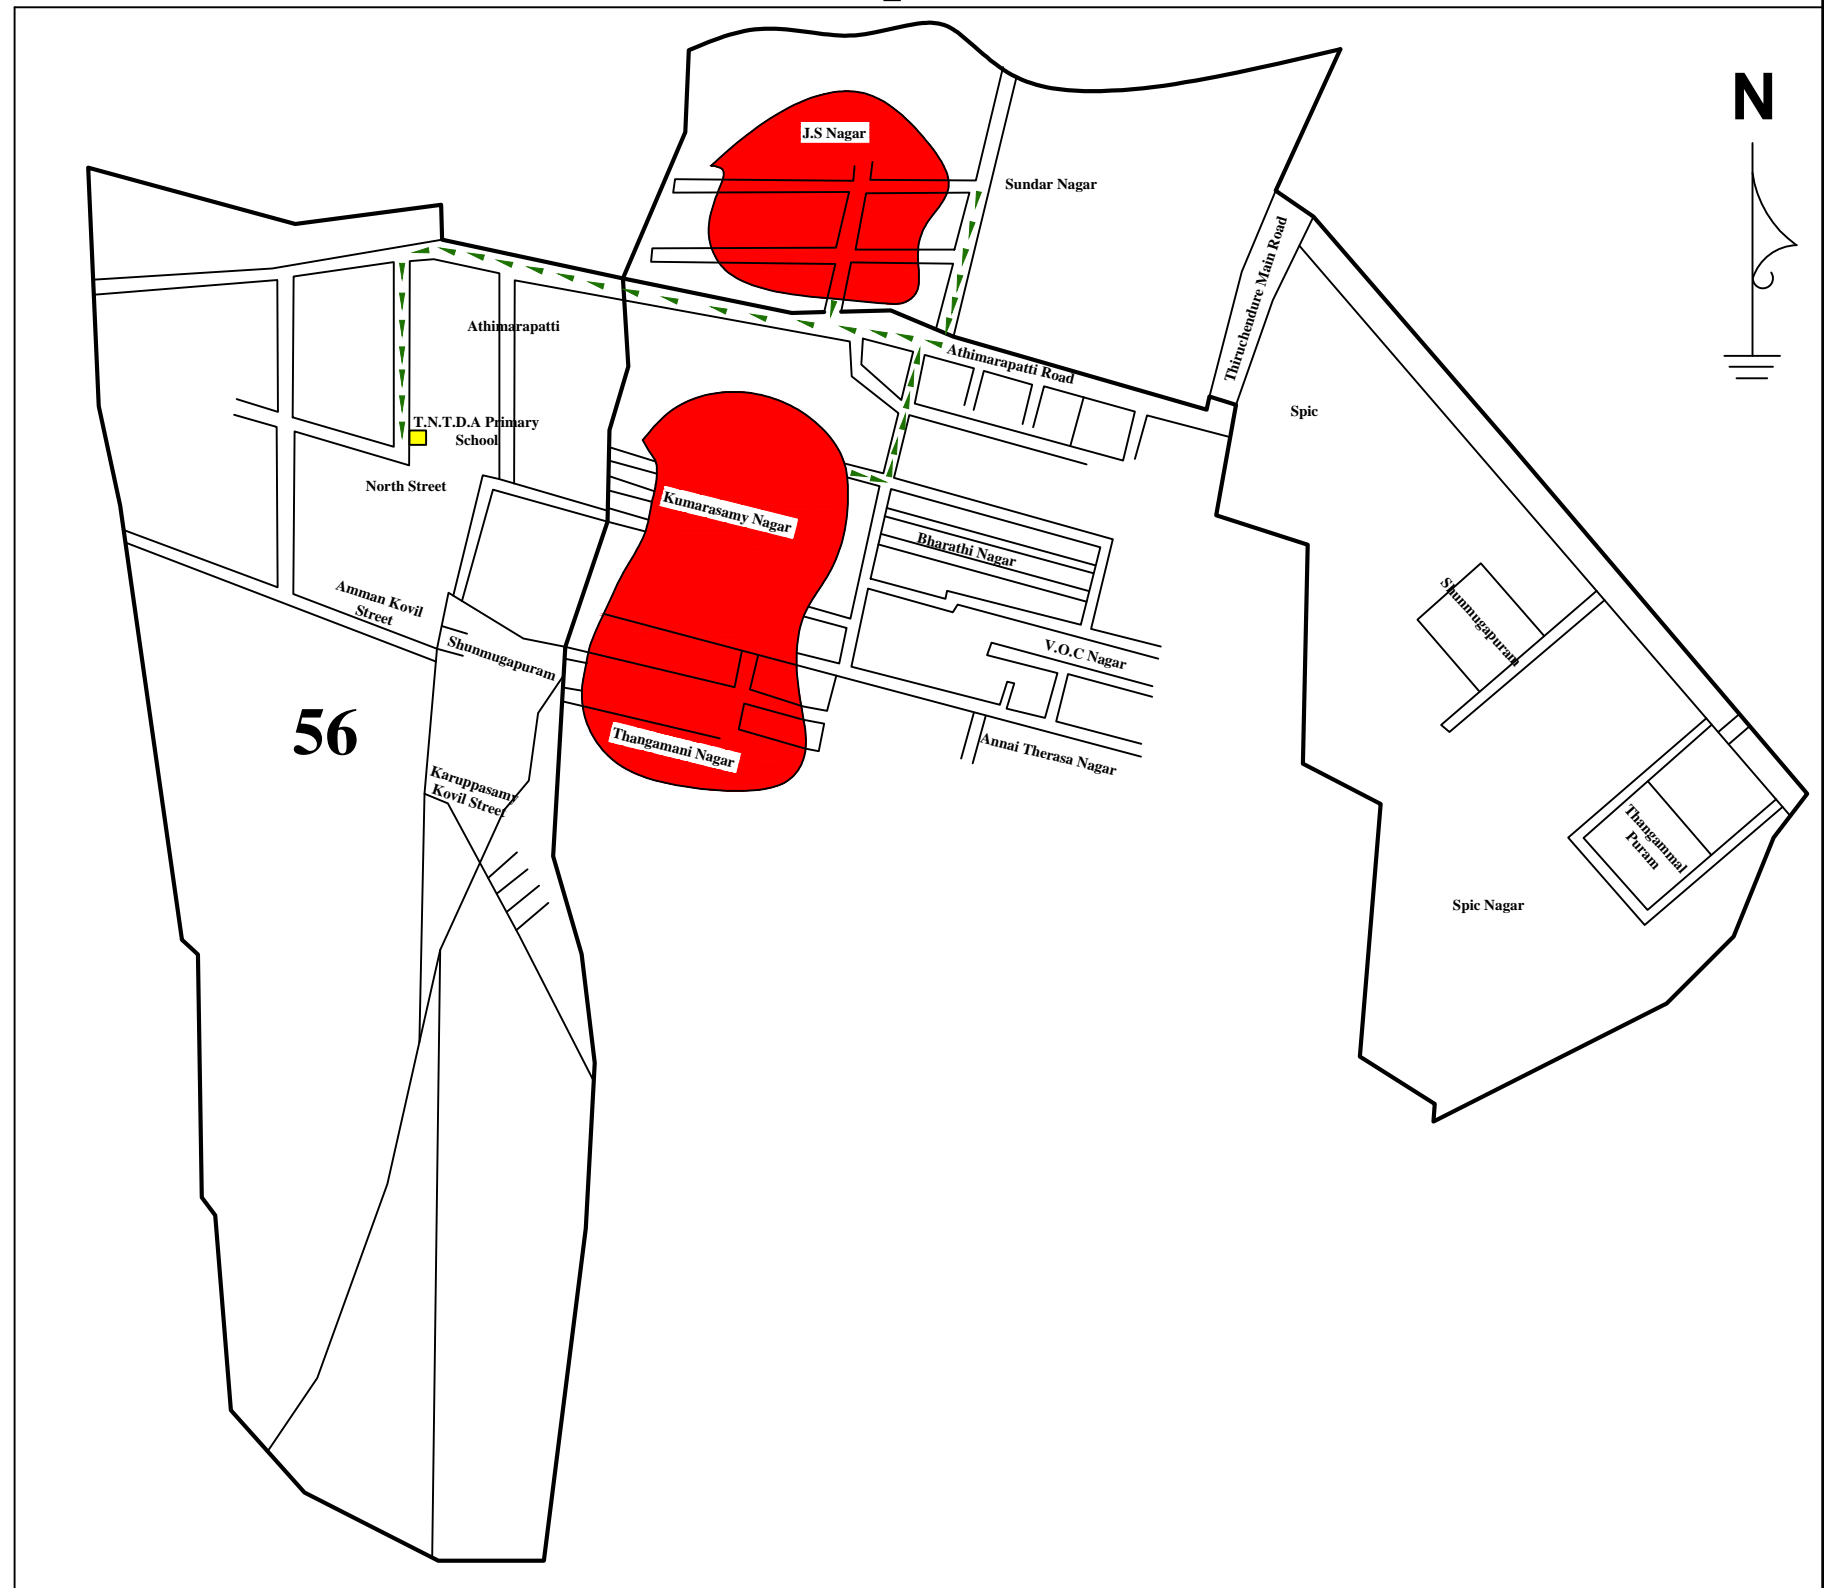 N
J.S Nagar
Sundar Nagar
Thiruchendure Main Road
Athimarapatti
Athimarapatti Road
Spic
T.N.T.D.A Primary
School
North Street
Kumarasamy Nagar
Bharathi Nagar
Amman Kovil
Street
Shunmugapuram
Shunmugapuram
V.O.C Nagar
56
Thangamani Nagar
Annai Therasa Nagar
Karuppasamy
Kovil Street
Thangammal
Puram
Spic Nagar